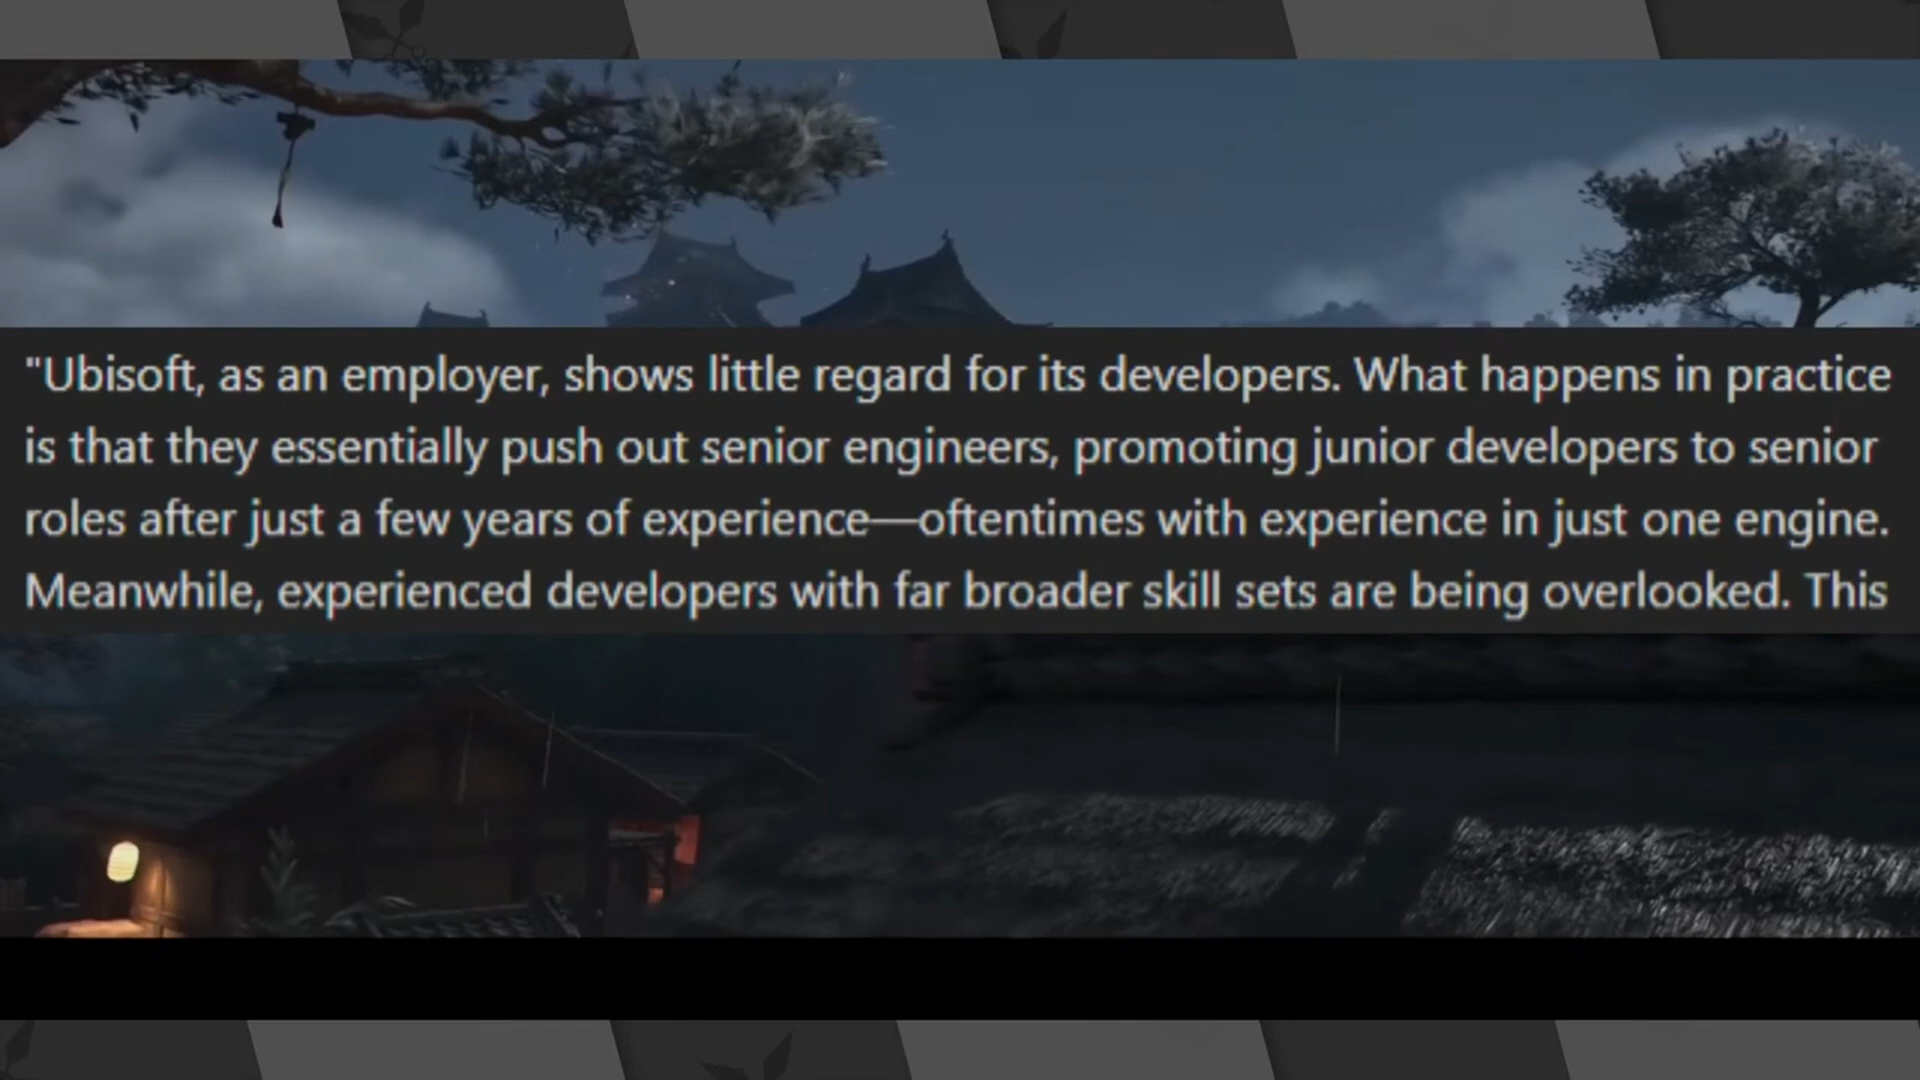 "Ubisoft, as an employer, shows little regard for its developers. What happens in practice
is that they essentially push out senior engineers, promoting junior developers to senior
roles after just a few years of experience—oftentimes with experience in just one engine.
Meanwhile, experienced developers with far broader skill sets are being overlooked. This